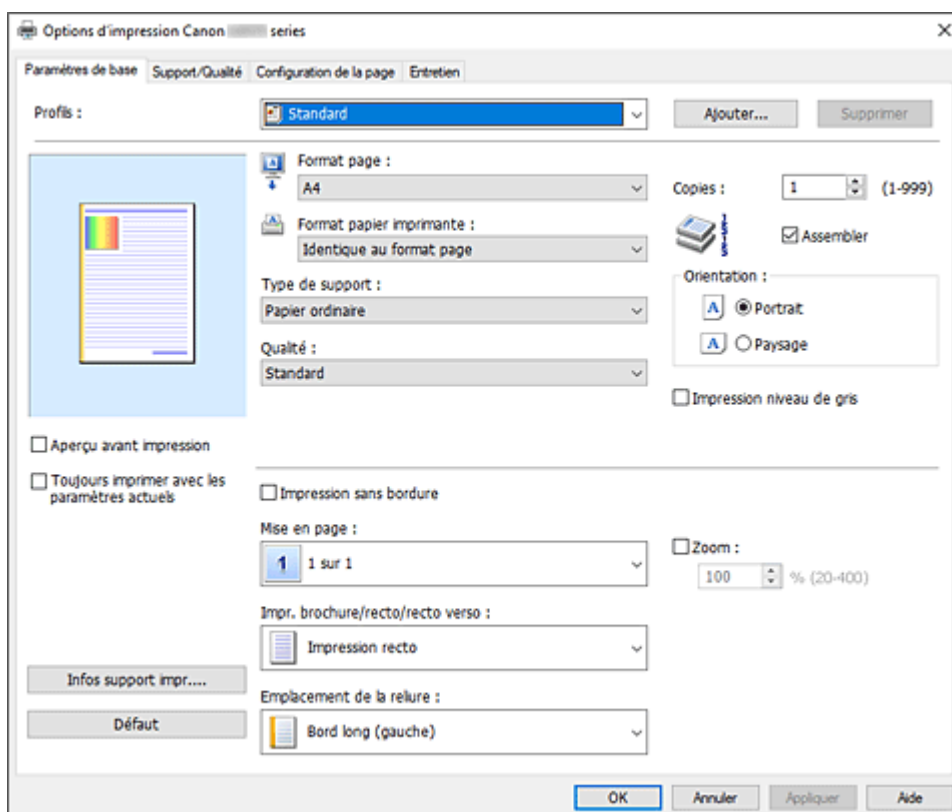 Options d'impression Canon series
Paramètres de base Support/Qualité Configuration de la page Entretien
Profils :
Standard
Ajouter...
Supprimer
Format page :
A4
Copies :
1
(1-999)
Format papier imprimante :
Identique au format page
Assembler
Type de support :
Papier ordinaire
Orientation :
A
Portrait
A
Paysage
Qualité :
Standard
Impression niveau de gris
Aperçu avant impression
Toujours imprimer avec les
paramètres actuels
Impression sans bordure
Mise en page :
1
1 sur 1
Zoom :
100
% (20-400)
Impr. brochure/recto/recto verso :
Impression recto
Infos support impr....
Emplacement de la reliure :
Défaut
Bord long (gauche)
OK
Annuler
Appliquer
Aide